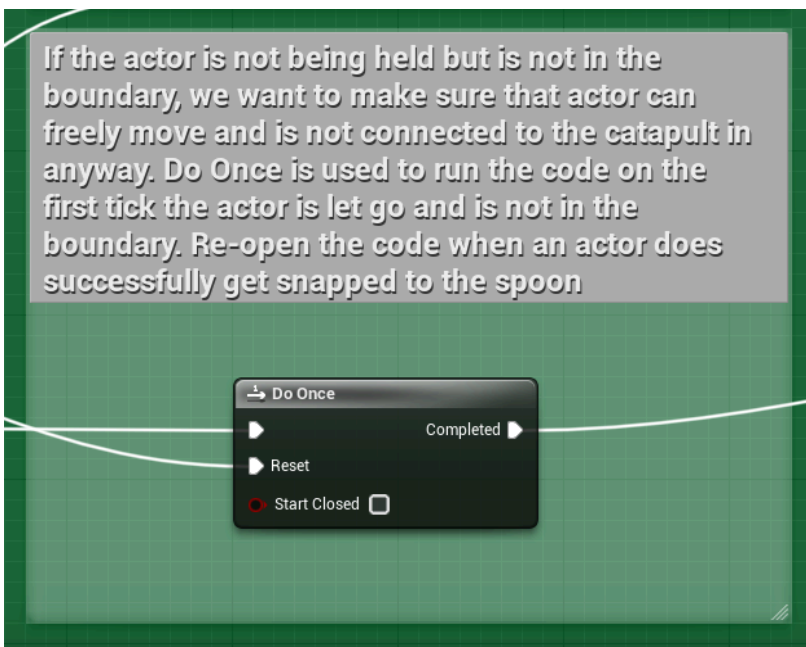 If the actor is not being held but is not in the
boundary, we want to make sure that actor can
freely move and is not connected to the catapult in
anyway. Do Once is used to run the code on the
first tick the actor is let go and is not in the
boundary. Re-open the code when an actor does
successfully get snapped to the spoon
Do Once
Completed
Reset
Start Closed